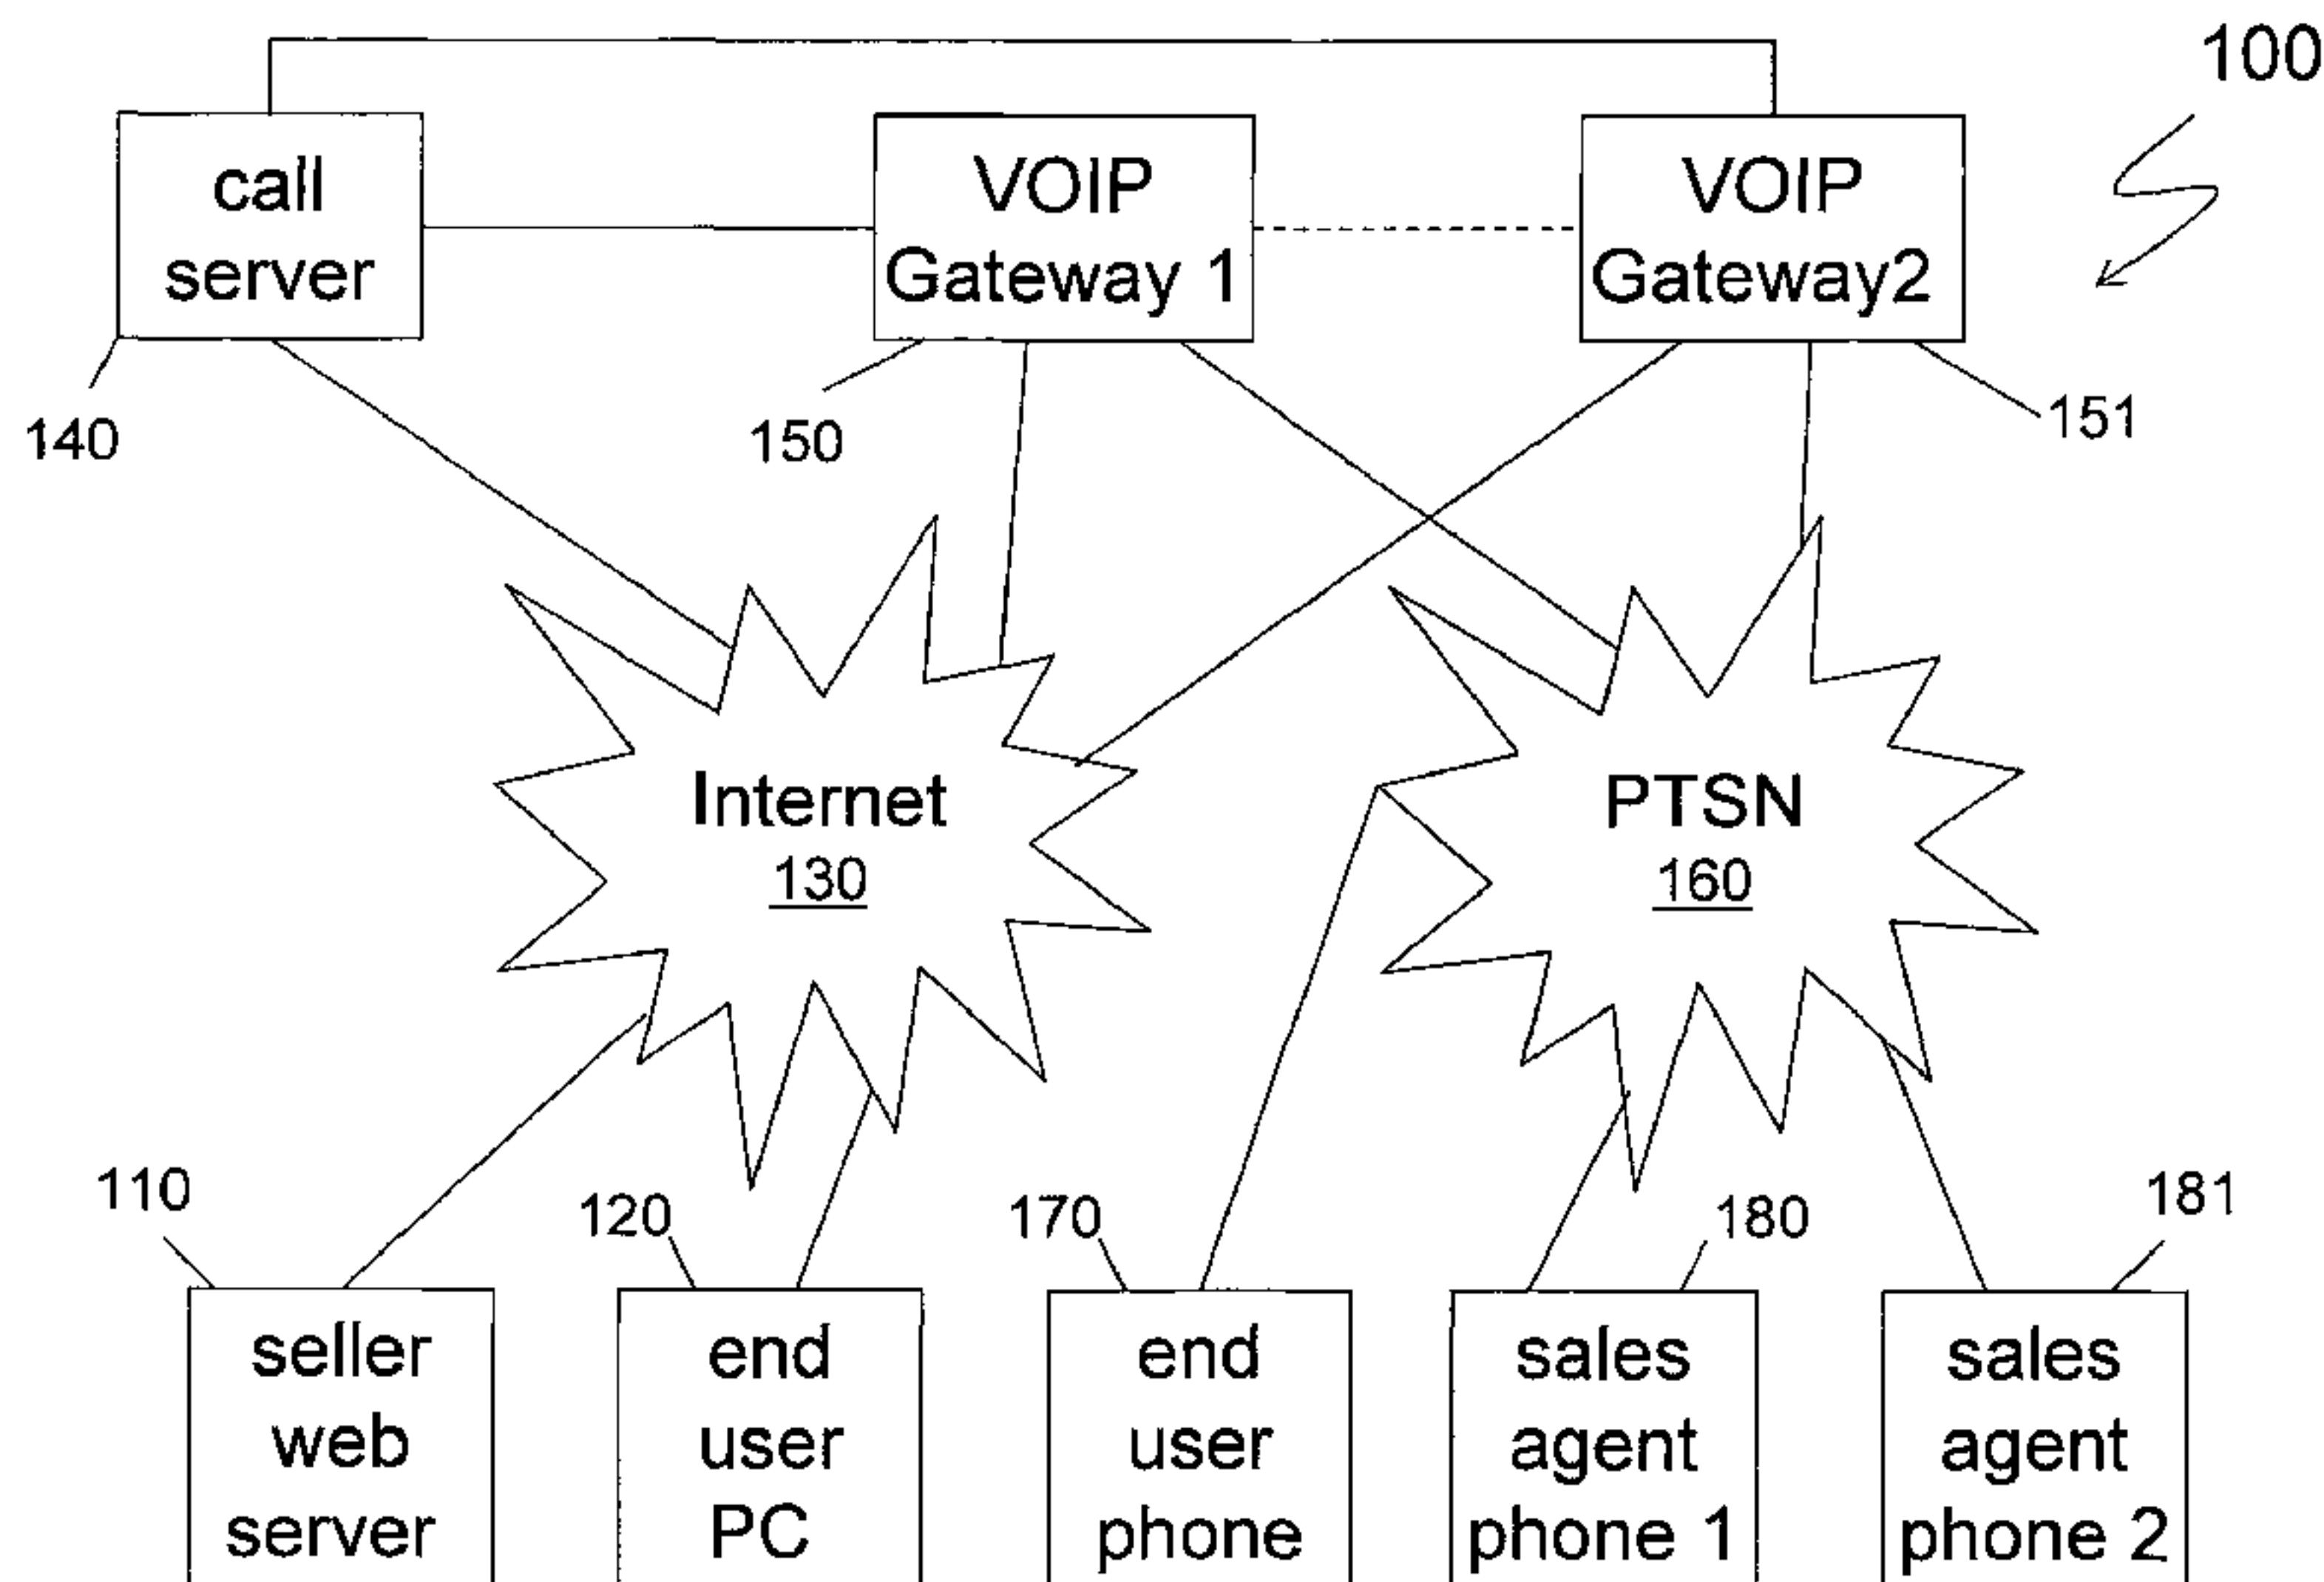 100
call
server
VOIP
Gateway 1
VOIP
Gateway2
140
150
151
Internet
130
PTSN
160
110
120
170
180
181
seller
web
server
end
user
PC
end
user
phone
sales
agent
phone 1
sales
agent
phone 2